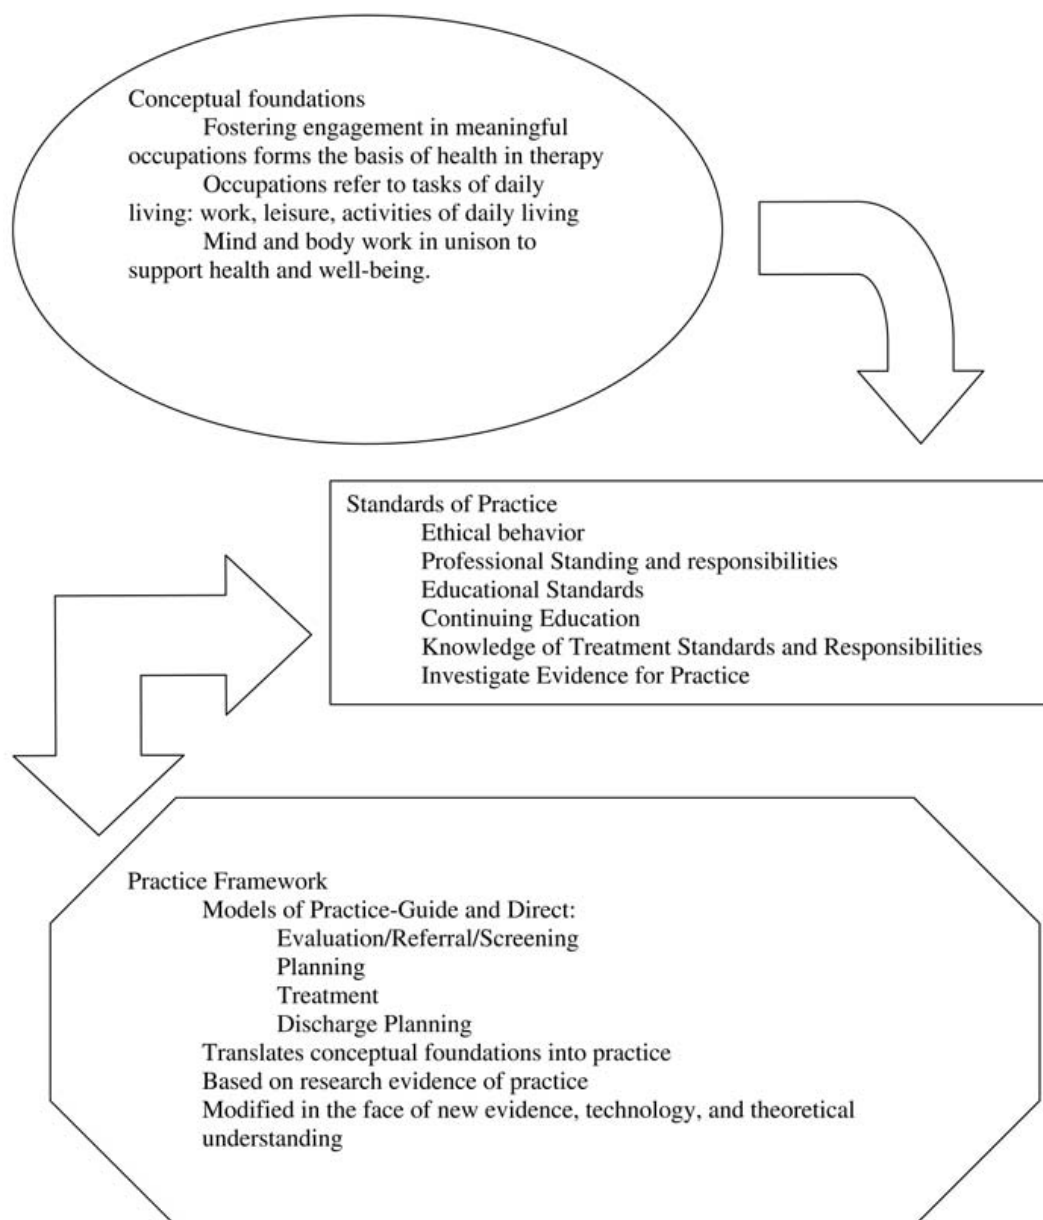 Conceptual foundations
Fostering engagement in meaningful
occupations forms the basis of health in therapy
Occupations refer to tasks of daily
living: work, leisure, activities of daily living
Mind and body work in unison to
support health and well-being.
Standards of Practice
Ethical behavior
Professional Standing and responsibilities
Educational Standards
Continuing Education
Knowledge of Treatment Standards and Responsibilities
Investigate Evidence for Practice
Practice Framework
Models of Practice-Guide and Direct:
Evaluation/Referral/Screening
Planning
Treatment
Discharge Planning
Translates conceptual foundations into practice
Based on research evidence of practice
Modified in the face of new evidence, technology, and theoretical
understanding